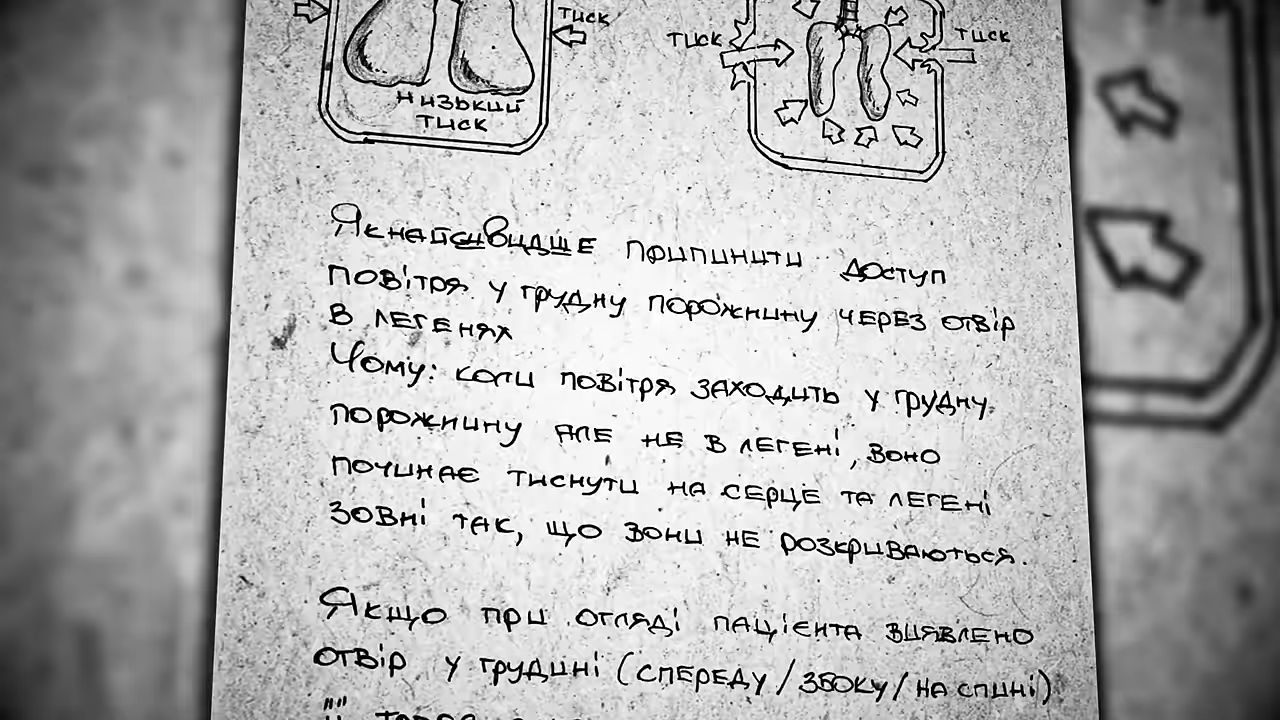 ТИСК
ТИСК
ТИСК
НИЗЬКИЙ
ТИСК
Якнайшвидше припинити доступ
повітря у грудну порожнину через отвір
в легенях
Чому: коли повітря заходить у грудну
порожнину але не в легені, воно
починає тиснути на серце та легені
зовні так, що вони не розкриваються.
Якщо при огляді пацієнта виявлено
отвір у грудині (спереду/збоку/на спині)